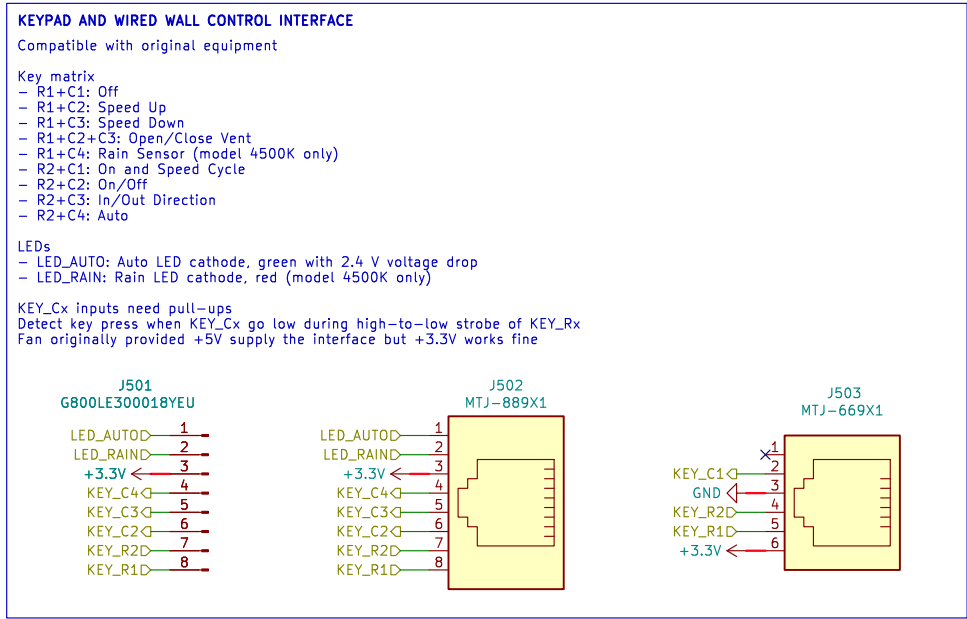 KEYPAD AND WIRED WALL CONTROL INTERFACE
Compatible with original equipment
Key matrix
- R1+C1: Off
- R1+C2: Speed Up
- R1+C3: Speed Down
- R1+C2+C3: Open/Close Vent
- R1+C4: Rain Sensor (model 4500K only)
- R2+C1: On and Speed Cycle
- R2+C2: On/Off
- R2+C3: In/Out Direction
- R2+C4: Auto
LEDs
- LED_AUTO: Auto LED cathode, green with 2.4 V voltage drop
- LED_RAIN: Rain LED cathode, red (model 4500K only)
KEY_Cx inputs need pull-ups
Detect key press when KEY_Cx go low during high-to-low strobe of KEY_Rx
Fan originally provided +5V supply the interface but +3.3V works fine
J501
G800LE300018YEU
LED_AUTO 1
LED_RAIN 2
+3.3V 3
KEY_C4 4
KEY_C3 5
KEY_C2 6
KEY_R2 7
KEY_R1 8
J502
MTJ-889X1
LED_AUTO 1
LED_RAIN 2
+3.3V 3
KEY_C4 4
KEY_C3 5
KEY_C2 6
KEY_R2 7
KEY_R1 8
J503
MTJ-669X1
1
KEY_C1 2
GND 3
KEY_R2 4
KEY_R1 5
+3.3V 6